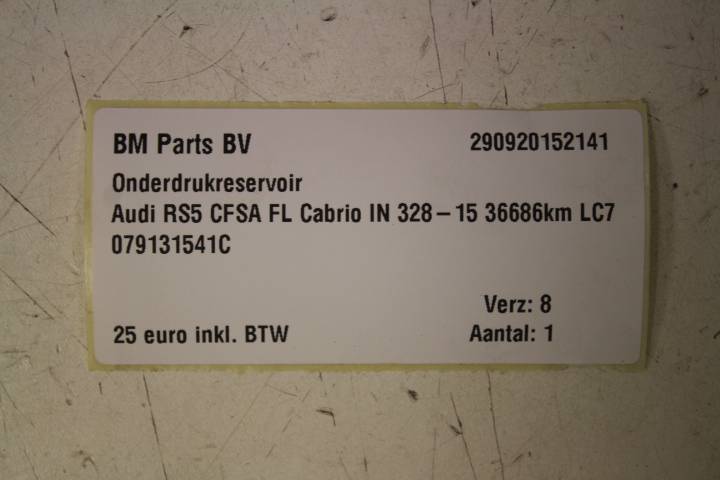 BM Parts BV 290920152141
Onderdrukreservoir
Audi RS5 CFSA FL Cabrio IN 328-15 36686km LC7
079131541C
Verz: 8
25 euro inkl. BTW Aantal: 1